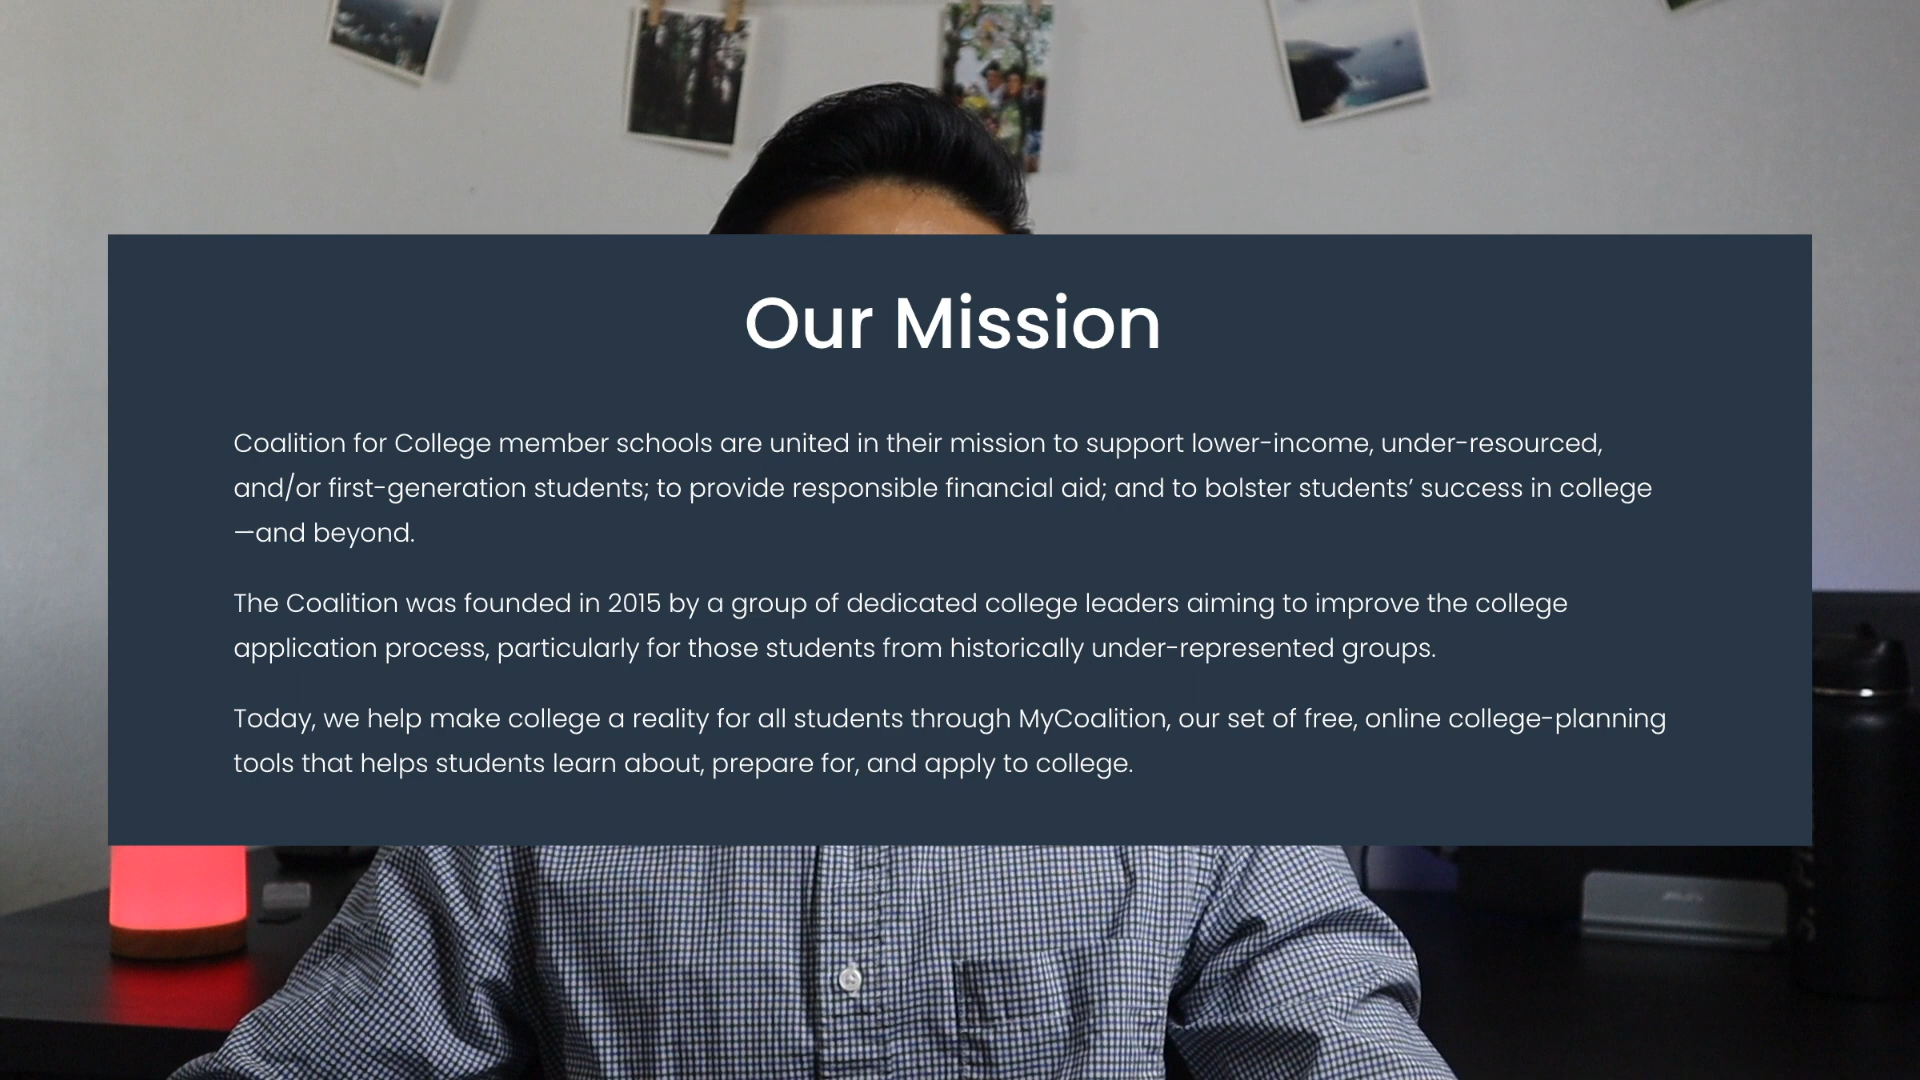 Our Mission
Coalition for College member schools are united in their mission to support lower-income, under-resourced,
and/or first-generation students; to provide responsible financial aid; and to bolster students’ success in college
—and beyond.
The Coalition was founded in 2015 by a group of dedicated college leaders aiming to improve the college
application process, particularly for those students from historically under-represented groups.
Today, we help make college a reality for all students through MyCoalition, our set of free, online college-planning
tools that helps students learn about, prepare for, and apply to college.